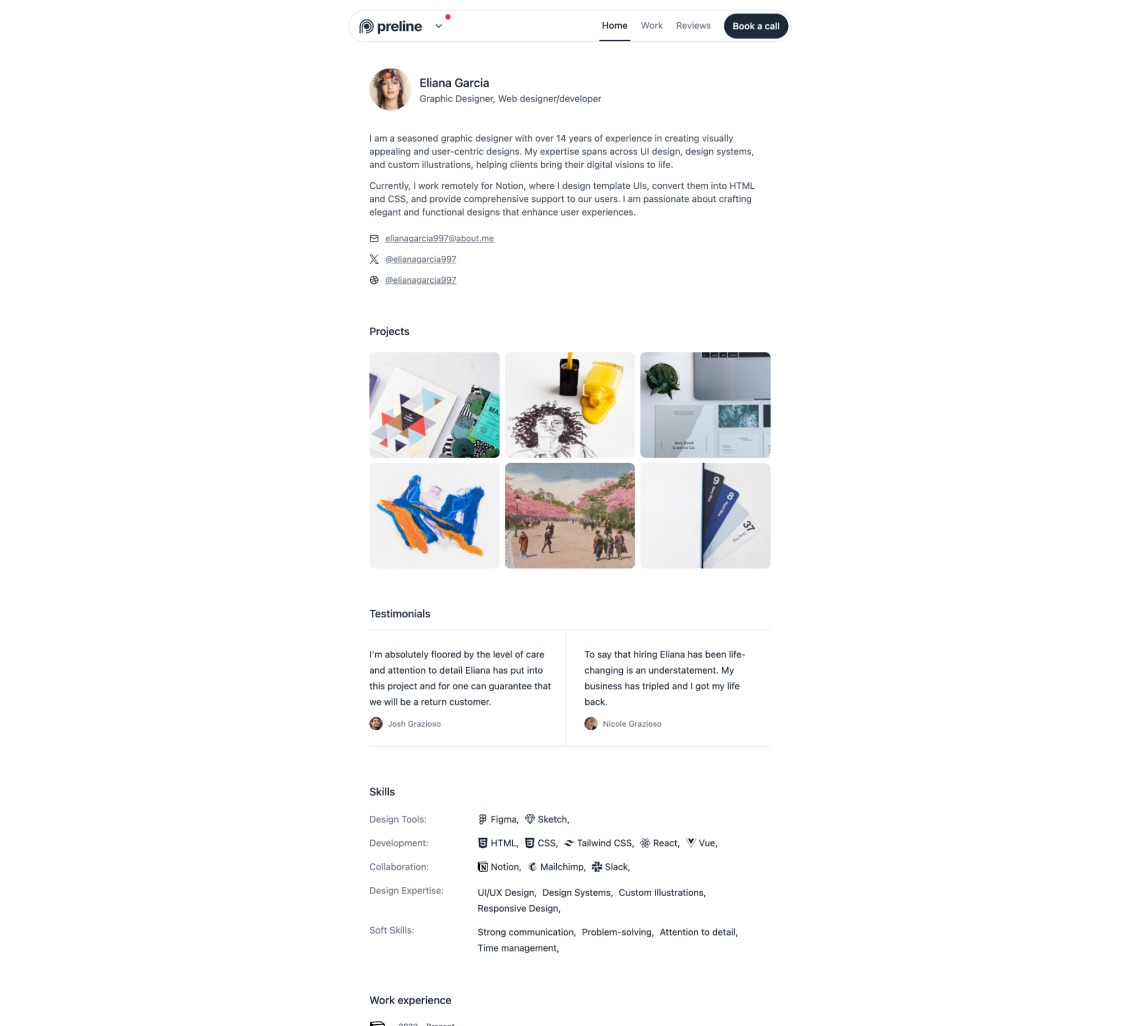 preline
Home
Work
Reviews
Book a call
Eliana Garcia
Graphic Designer, Web designer/developer
I am a seasoned graphic designer with over 14 years of experience in creating visually
appealing and user-centric designs. My expertise spans across UI design, design systems,
and custom illustrations, helping clients bring their digital visions to life.
Currently, I work remotely for Notion, where I design template UIs, convert them into HTML
and CSS, and provide comprehensive support to our users. I am passionate about crafting
elegant and functional designs that enhance user experiences.
elianagarcia997@about.me
@elianagarcia997
@elianagarcia997
Projects
MA
9
8
37
Testimonials
I'm absolutely floored by the level of care
and attention to detail Eliana has put into
this project and for one can guarantee that
we will be a return customer.
Josh Grazioso
To say that hiring Eliana has been life-
changing is an understatement. My
business has tripled and I got my life
back.
Nicole Grazioso
Skills
Design Tools:
Figma, Sketch,
Development:
HTML, CSS, Tailwind CSS, React, Vue,
Collaboration:
Notion, Mailchimp, Slack,
Design Expertise:
UI/UX Design, Design Systems, Custom Illustrations,
Responsive Design,
Soft Skills:
Strong communication, Problem-solving, Attention to detail,
Time management,
Work experience